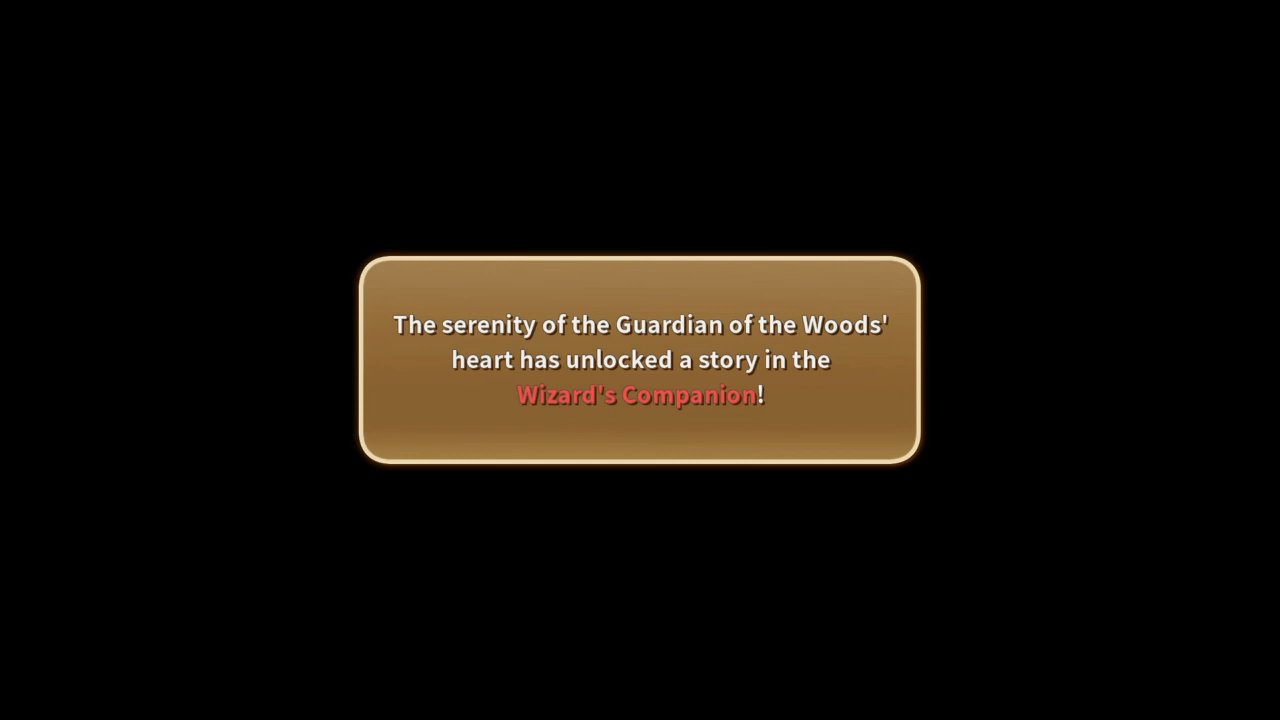 The serenity of the Guardian of the Woods'
heart has unlocked a story in the
Wizard's Companion!